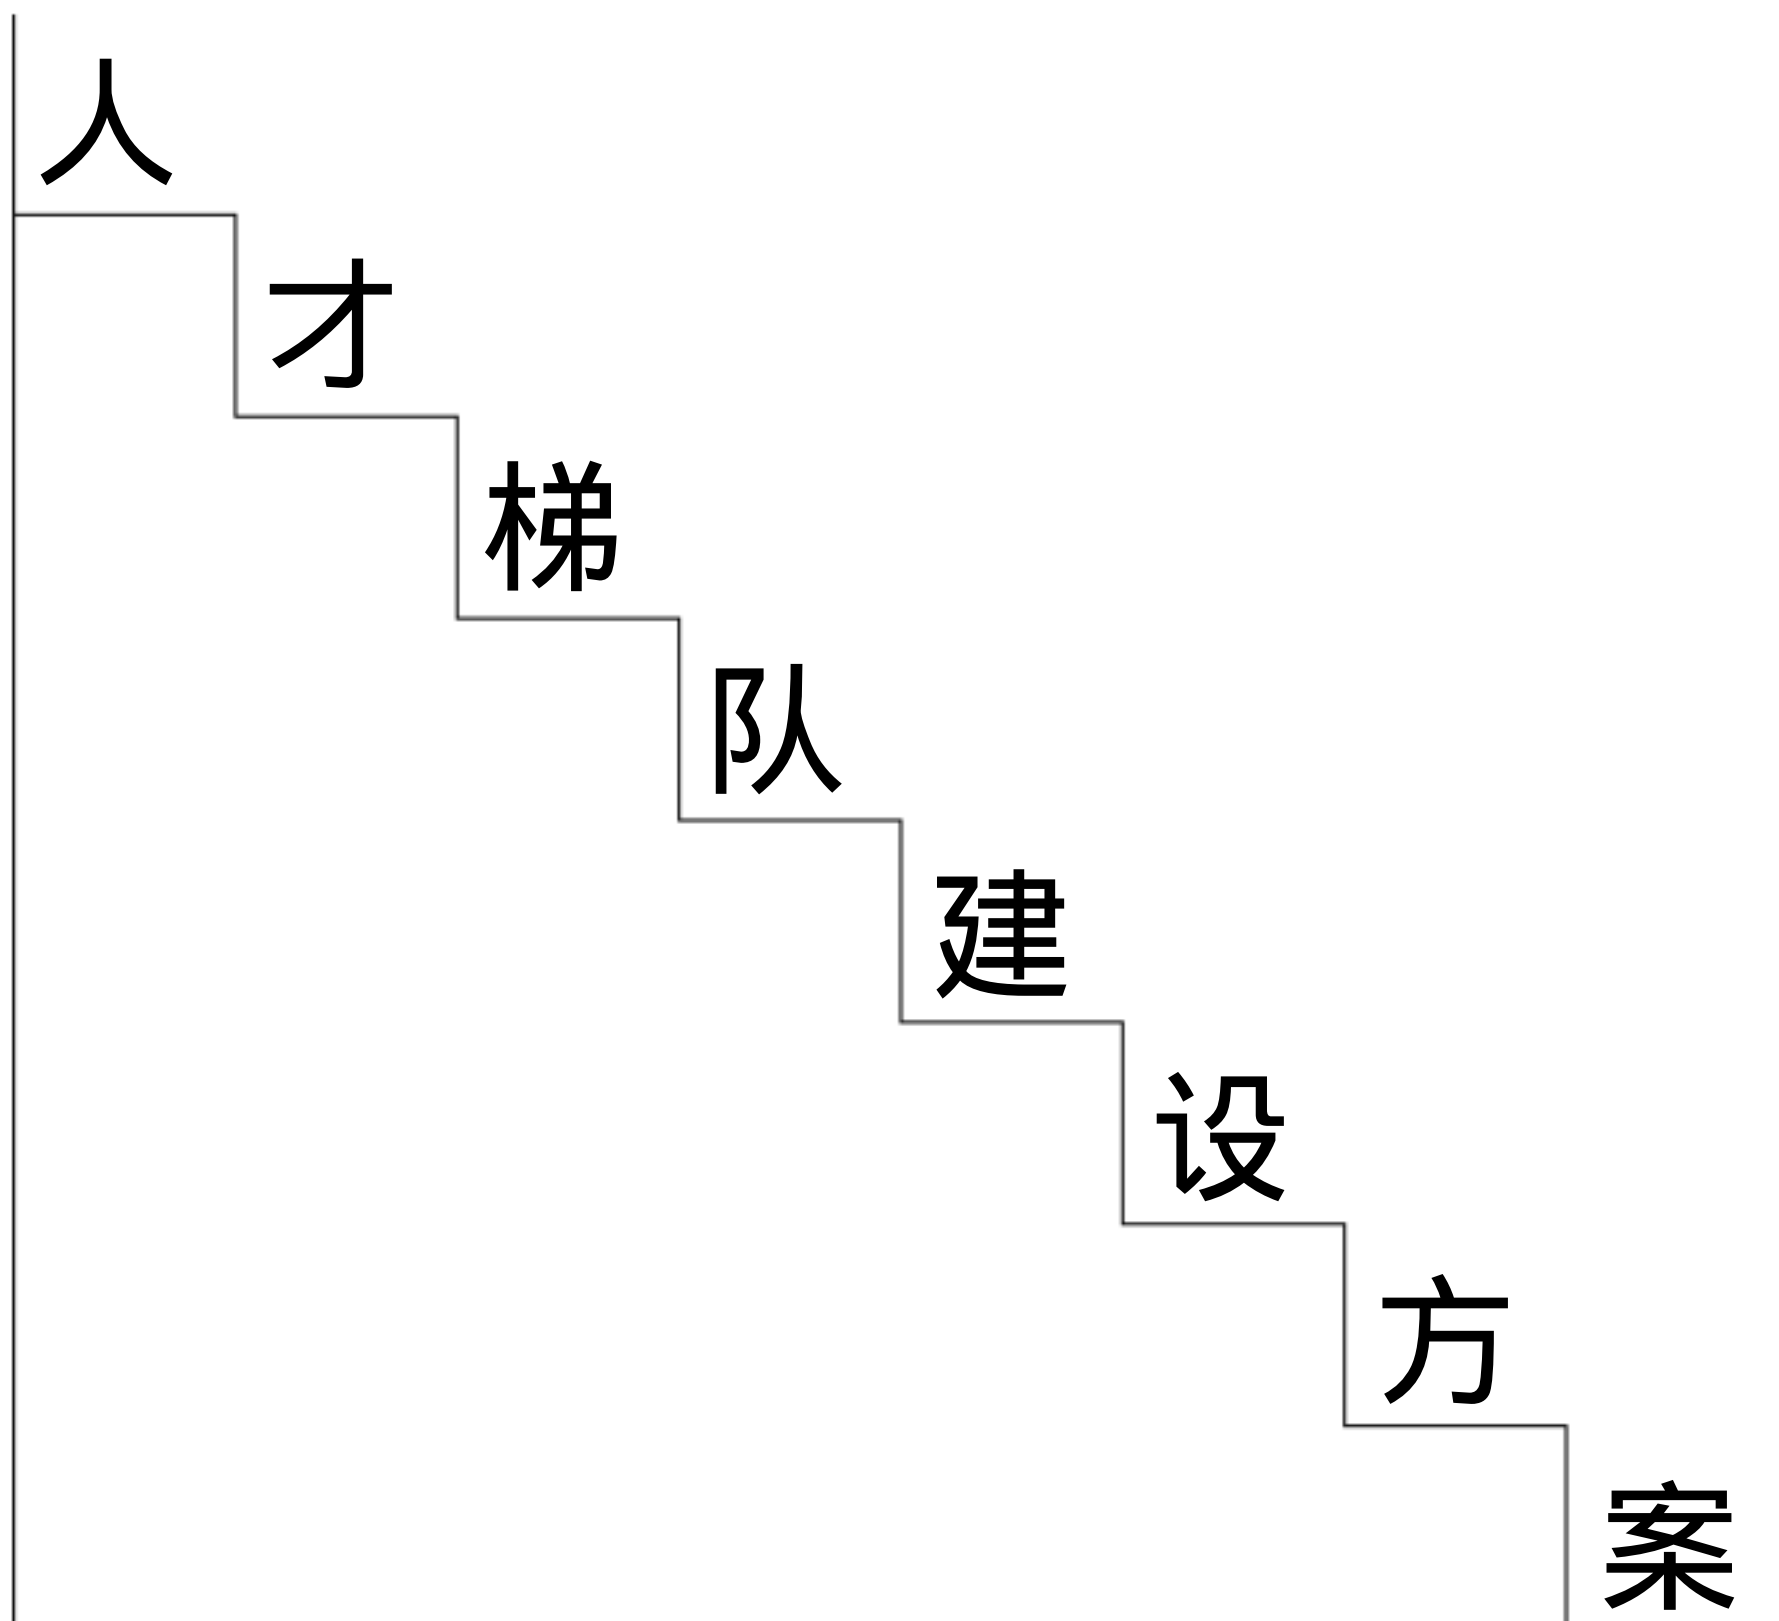 人
才
梯
队
建
设
方
案